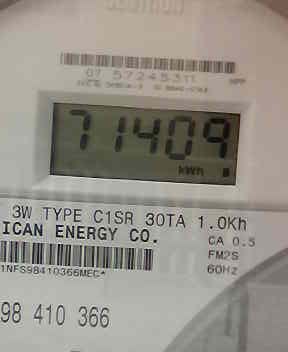 CENTRON
07 57245311
71409
kWh
3W TYPE C1SR 30TA 1.0Kh
ICAN ENERGY CO.
CA 0.5
FM2S
60Hz
1NFS98410366MEC*
98 410 366